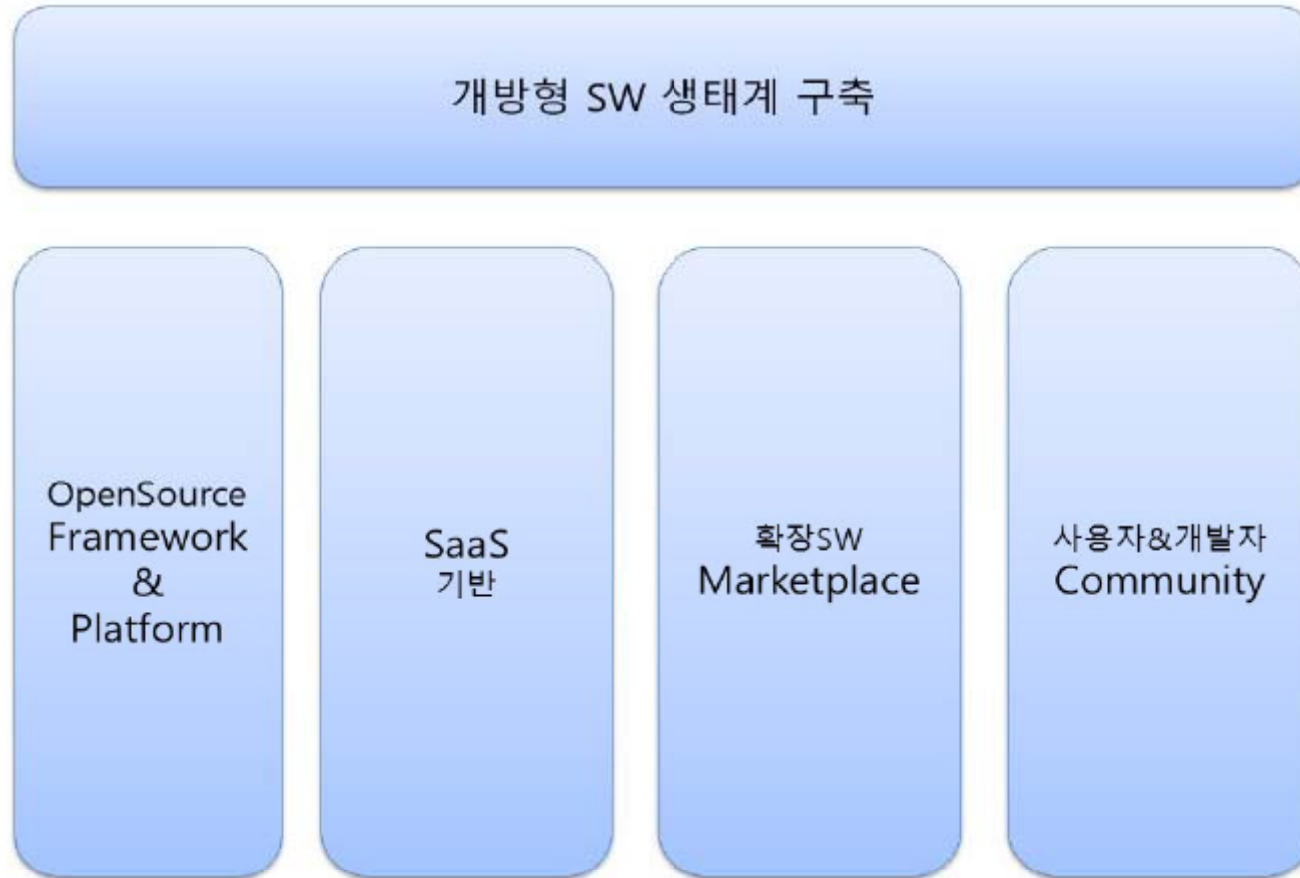 개방형 SW 생태계 구축
OpenSource
Framework
&
Platform
SaaS
기반
확장SW
Marketplace
사용자&개발자
Community